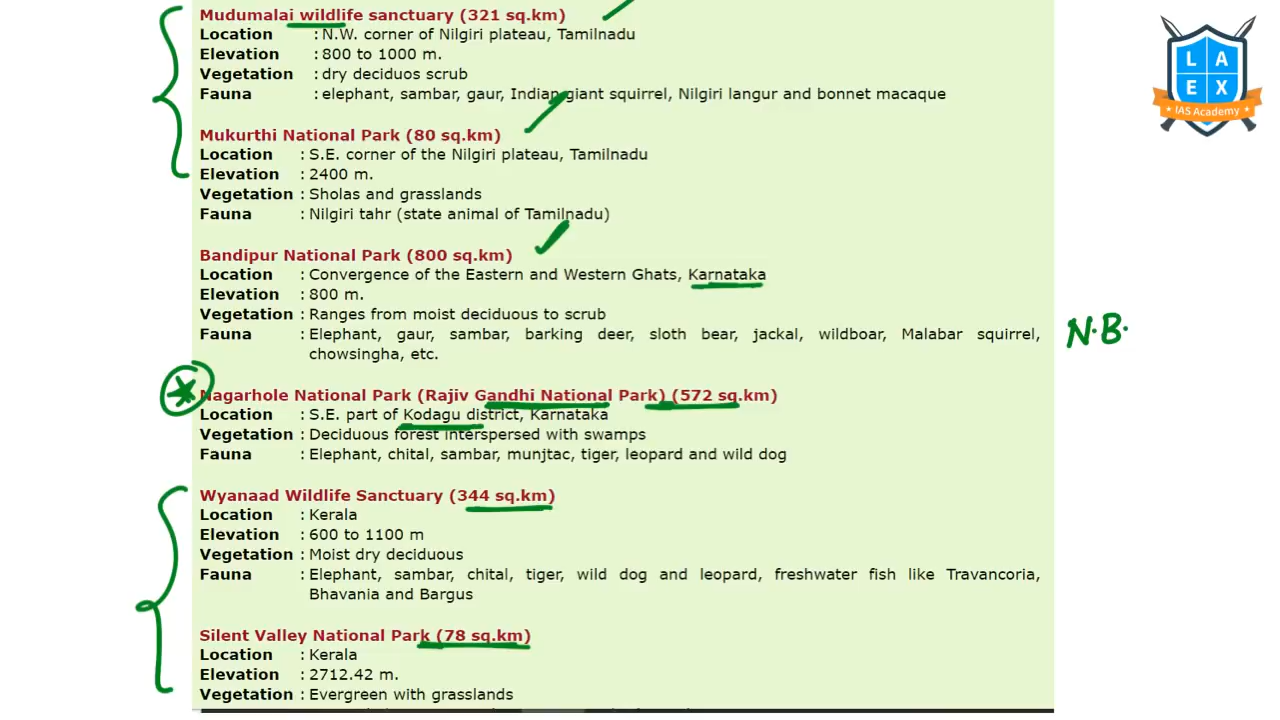 Mudumalai wildlife sanctuary (321 sq.km)
Location : N.W. corner of Nilgiri plateau, Tamilnadu
Elevation : 800 to 1000 m.
Vegetation : dry deciduos scrub
Fauna : elephant, sambar, gaur, Indian giant squirrel, Nilgiri langur and bonnet macaque
Mukurthi National Park (80 sq.km)
Location : S.E. corner of the Nilgiri plateau, Tamilnadu
Elevation : 2400 m.
Vegetation : Sholas and grasslands
Fauna : Nilgiri tahr (state animal of Tamilnadu)
Bandipur National Park (800 sq.km)
Location : Convergence of the Eastern and Western Ghats, Karnataka
Elevation : 800 m.
Vegetation : Ranges from moist deciduous to scrub
Fauna : Elephant, gaur, sambar, barking deer, sloth bear, jackal, wildboar, Malabar squirrel,
chowsingha, etc.
Nagarhole National Park (Rajiv Gandhi National Park) (572 sq.km)
Location : S.E. part of Kodagu district, Karnataka
Vegetation : Deciduous forest interspersed with swamps
Fauna : Elephant, chital, sambar, munjtac, tiger, leopard and wild dog
Wyanaad Wildlife Sanctuary (344 sq.km)
Location : Kerala
Elevation : 600 to 1100 m
Vegetation : Moist dry deciduous
Fauna : Elephant, sambar, chital, tiger, wild dog and leopard, freshwater fish like Travancoria,
Bhavania and Bargus
Silent Valley National Park (78 sq.km)
Location : Kerala
Elevation : 2712.42 m.
Vegetation : Evergreen with grasslands
N.B.
L A
E X
IAS Academy